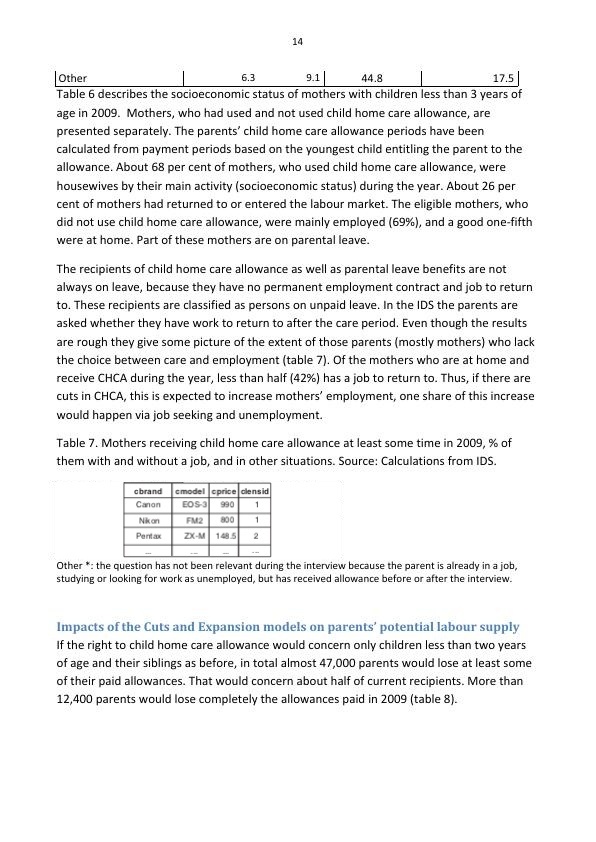 14
Other 6.3 9.1 44.8 17.5
Table 6 describes the socioeconomic status of mothers with children less than 3 years of
age in 2009. Mothers, who had used and not used child home care allowance, are
presented separately. The parents’ child home care allowance periods have been
calculated from payment periods based on the youngest child entitling the parent to the
allowance. About 68 per cent of mothers, who used child home care allowance, were
housewives by their main activity (socioeconomic status) during the year. About 26 per
cent of mothers had returned to or entered the labour market. The eligible mothers, who
did not use child home care allowance, were mainly employed (69%), and a good one-fifth
were at home. Part of these mothers are on parental leave.
The recipients of child home care allowance as well as parental leave benefits are not
always on leave, because they have no permanent employment contract and job to return
to. These recipients are classified as persons on unpaid leave. In the IDS the parents are
asked whether they have work to return to after the care period. Even though the results
are rough they give some picture of the extent of those parents (mostly mothers) who lack
the choice between care and employment (table 7). Of the mothers who are at home and
receive CHCA during the year, less than half (42%) has a job to return to. Thus, if there are
cuts in CHCA, this is expected to increase mothers’ employment, one share of this increase
would happen via job seeking and unemployment.
Table 7. Mothers receiving child home care allowance at least some time in 2009, % of
them with and without a job, and in other situations. Source: Calculations from IDS.
cbrand cmodel cprice clensid
Canon EOS-3 990 1
Nikon FM2 800 1
Pentax ZX-M 148.5 2
... ... ... ...
Other *: the question has not been relevant during the interview because the parent is already in a job,
studying or looking for work as unemployed, but has received allowance before or after the interview.
Impacts of the Cuts and Expansion models on parents’ potential labour supply
If the right to child home care allowance would concern only children less than two years
of age and their siblings as before, in total almost 47,000 parents would lose at least some
of their paid allowances. That would concern about half of current recipients. More than
12,400 parents would lose completely the allowances paid in 2009 (table 8).